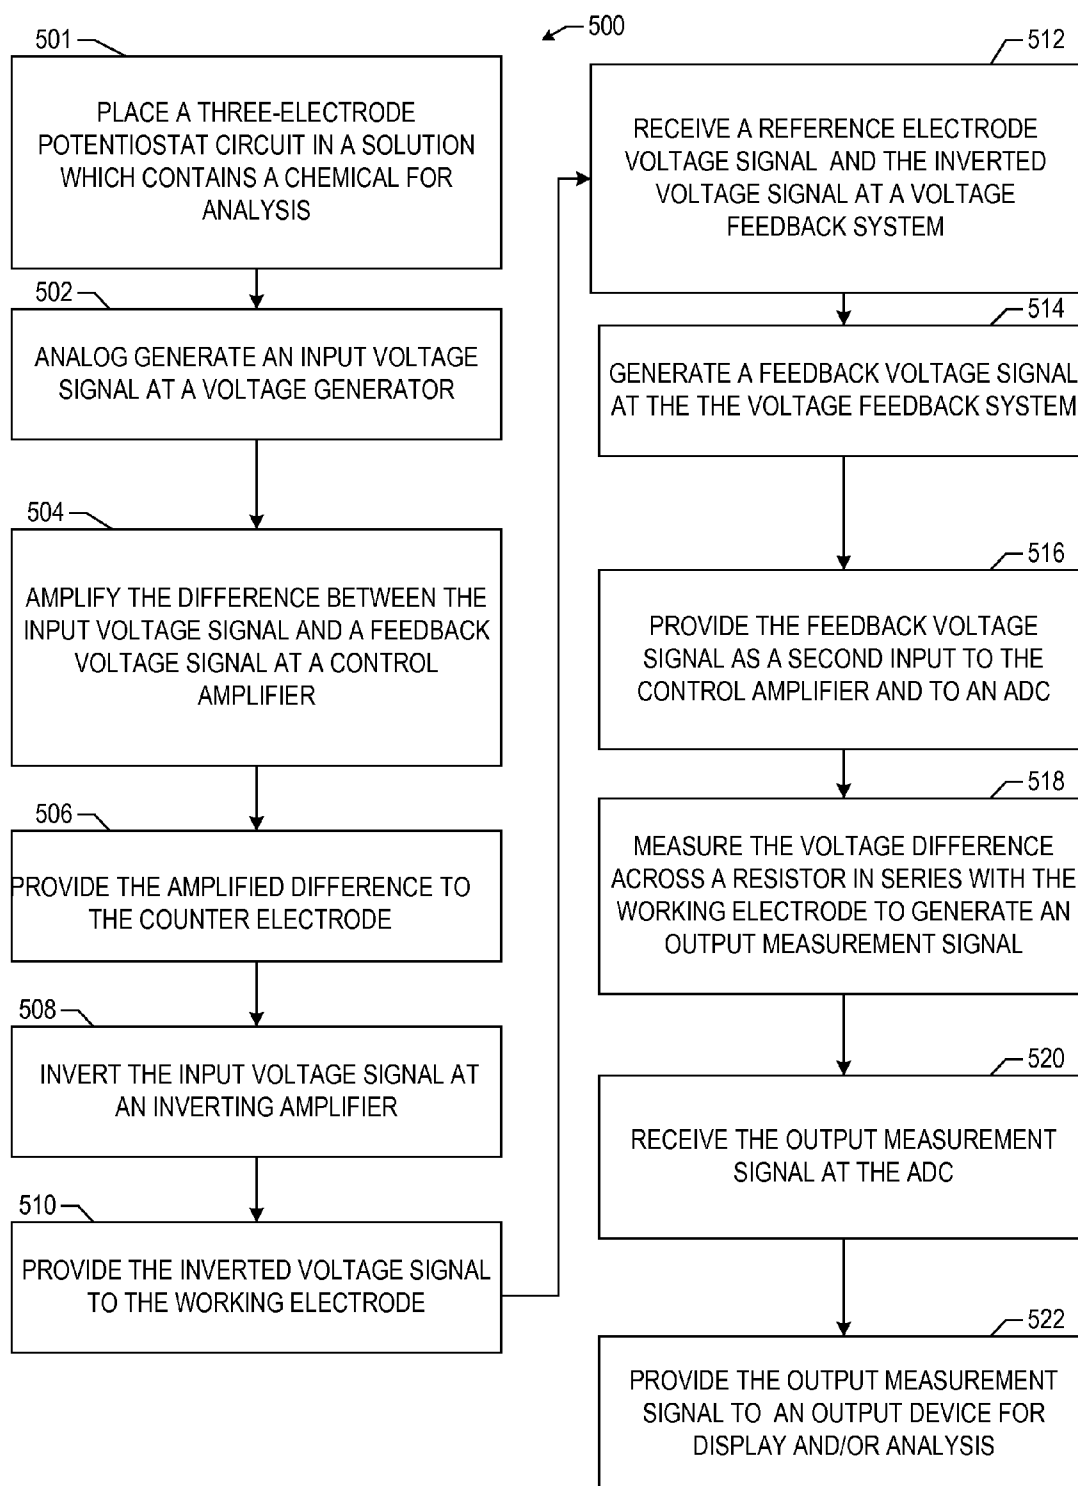 500
501
PLACE A THREE-ELECTRODE
POTENTIOSTAT CIRCUIT IN A SOLUTION
WHICH CONTAINS A CHEMICAL FOR
ANALYSIS
502
ANALOG GENERATE AN INPUT VOLTAGE
SIGNAL AT A VOLTAGE GENERATOR
504
AMPLIFY THE DIFFERENCE BETWEEN THE
INPUT VOLTAGE SIGNAL AND A FEEDBACK
VOLTAGE SIGNAL AT A CONTROL
AMPLIFIER
506
PROVIDE THE AMPLIFIED DIFFERENCE TO
THE COUNTER ELECTRODE
508
INVERT THE INPUT VOLTAGE SIGNAL AT
AN INVERTING AMPLIFIER
510
PROVIDE THE INVERTED VOLTAGE SIGNAL
TO THE WORKING ELECTRODE
512
RECEIVE A REFERENCE ELECTRODE
VOLTAGE SIGNAL AND THE INVERTED
VOLTAGE SIGNAL AT A VOLTAGE
FEEDBACK SYSTEM
514
GENERATE A FEEDBACK VOLTAGE SIGNAL
AT THE THE VOLTAGE FEEDBACK SYSTEM
516
PROVIDE THE FEEDBACK VOLTAGE
SIGNAL AS A SECOND INPUT TO THE
CONTROL AMPLIFIER AND TO AN ADC
518
MEASURE THE VOLTAGE DIFFERENCE
ACROSS A RESISTOR IN SERIES WITH THE
WORKING ELECTRODE TO GENERATE AN
OUTPUT MEASUREMENT SIGNAL
520
RECEIVE THE OUTPUT MEASUREMENT
SIGNAL AT THE ADC
522
PROVIDE THE OUTPUT MEASUREMENT
SIGNAL TO AN OUTPUT DEVICE FOR
DISPLAY AND/OR ANALYSIS